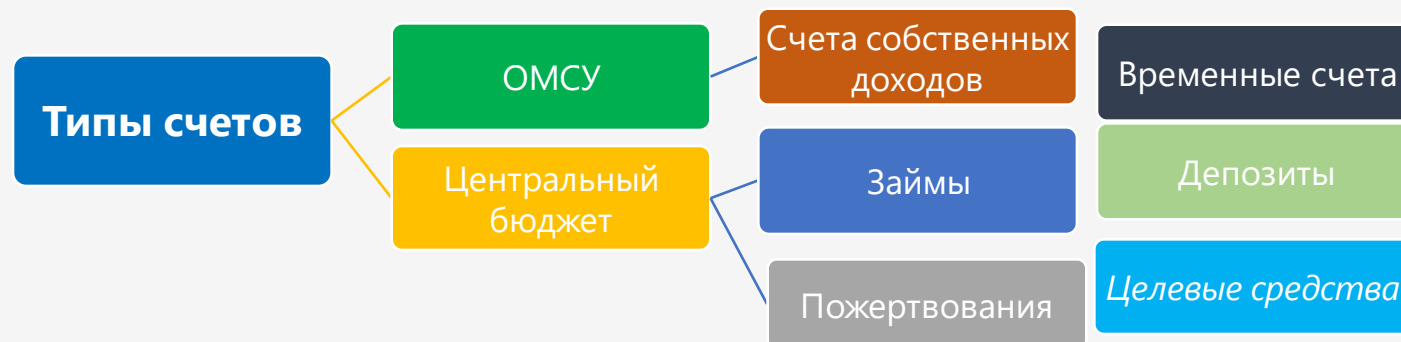 Типы счетов
ОМСУ
Центральный
бюджет
Счета собственных
доходов
Займы
Пожертвования
Временные счета
Депозиты
Целевые средства